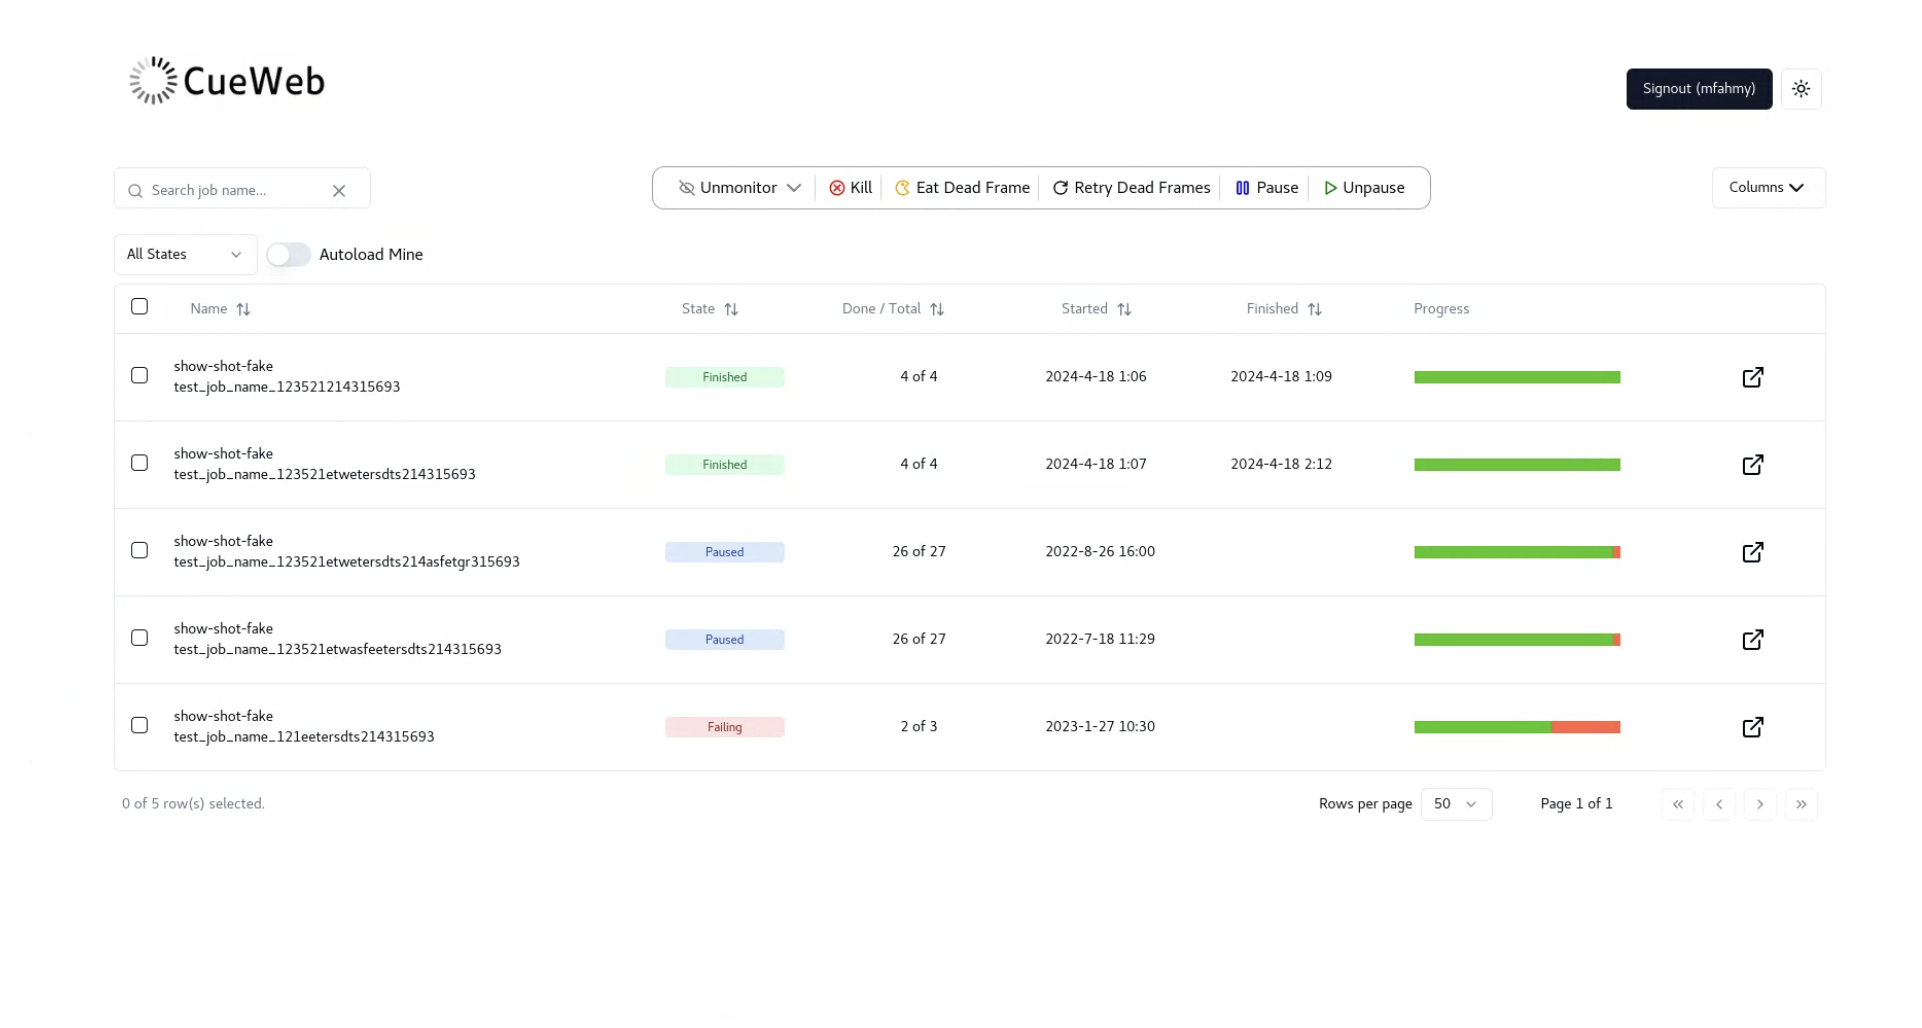 CueWeb
Signout (mfahmy)
Search job name...
Unmonitor Kill Eat Dead Frame Retry Dead Frames Pause Unpause
Columns
All States
Autoload Mine
Name State Done / Total Started Finished Progress
show-shot-fake
test_job_name_123521214315693
Finished 4 of 4 2024-4-18 1:06 2024-4-18 1:09
show-shot-fake
test_job_name_123521etwetersdts214315693
Finished 4 of 4 2024-4-18 1:07 2024-4-18 2:12
show-shot-fake
test_job_name_123521etwetersdts214asfetgr315693
Paused 26 of 27 2022-8-26 16:00
show-shot-fake
test_job_name_123521etwasfeetersdts214315693
Paused 26 of 27 2022-7-18 11:29
show-shot-fake
test_job_name_121eetersdts214315693
Failing 2 of 3 2023-1-27 10:30
0 of 5 row(s) selected.
Rows per page 50 Page 1 of 1